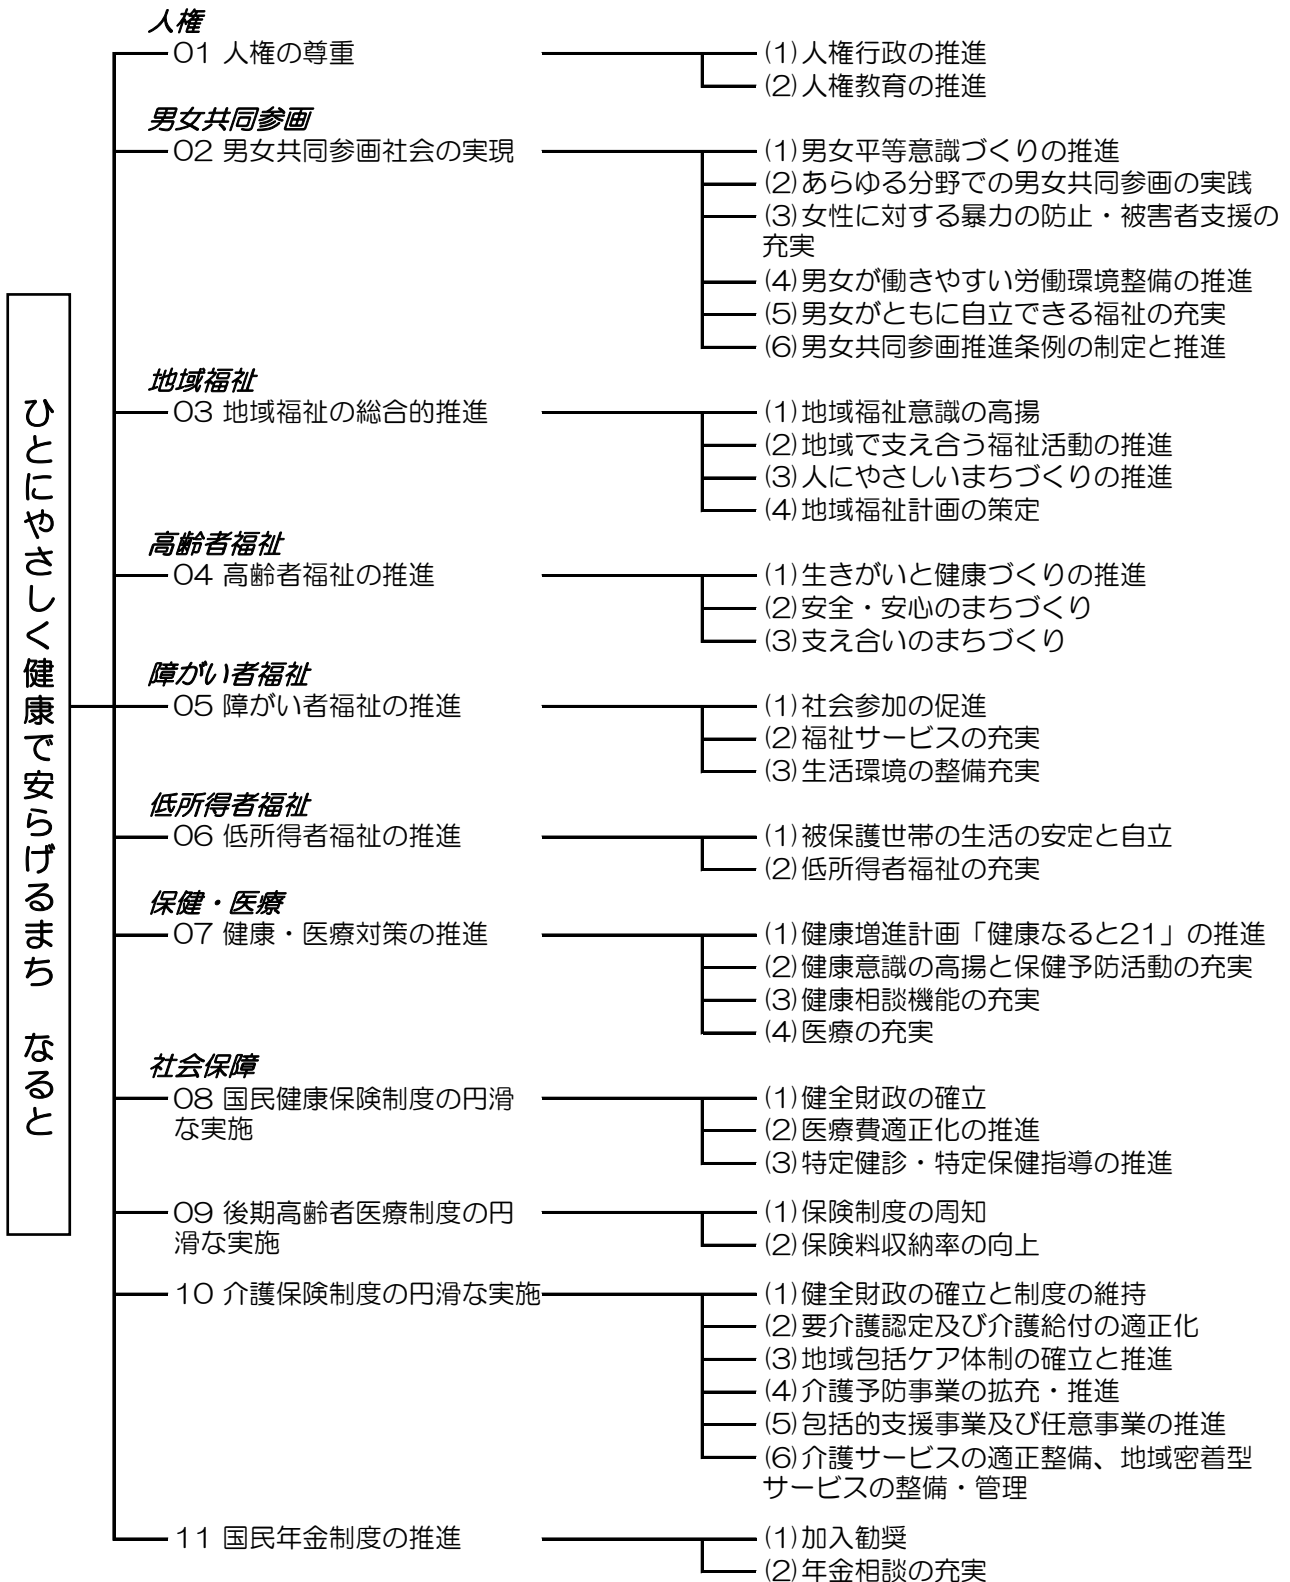 ひとにやさしく健康で安らげるまち　なると
人権
01 人権の尊重
(1)人権行政の推進
(2)人権教育の推進
男女共同参画
02 男女共同参画社会の実現
(1)男女平等意識づくりの推進
(2)あらゆる分野での男女共同参画の実践
(3)女性に対する暴力の防止・被害者支援の
充実
(4)男女が働きやすい労働環境整備の推進
(5)男女がともに自立できる福祉の充実
(6)男女共同参画推進条例の制定と推進
地域福祉
03 地域福祉の総合的推進
(1)地域福祉意識の高揚
(2)地域で支え合う福祉活動の推進
(3)人にやさしいまちづくりの推進
(4)地域福祉計画の策定
高齢者福祉
04 高齢者福祉の推進
(1)生きがいと健康づくりの推進
(2)安全・安心のまちづくり
(3)支え合いのまちづくり
障がい者福祉
05 障がい者福祉の推進
(1)社会参加の促進
(2)福祉サービスの充実
(3)生活環境の整備充実
低所得者福祉
06 低所得者福祉の推進
(1)被保護世帯の生活の安定と自立
(2)低所得者福祉の充実
保健・医療
07 健康・医療対策の推進
(1)健康増進計画「健康なると21」の推進
(2)健康意識の高揚と保健予防活動の充実
(3)健康相談機能の充実
(4)医療の充実
社会保障
08 国民健康保険制度の円滑
な実施
(1)健全財政の確立
(2)医療費適正化の推進
(3)特定健診・特定保健指導の推進
09 後期高齢者医療制度の円
滑な実施
(1)保険制度の周知
(2)保険料収納率の向上
10 介護保険制度の円滑な実施
(1)健全財政の確立と制度の維持
(2)要介護認定及び介護給付の適正化
(3)地域包括ケア体制の確立と推進
(4)介護予防事業の拡充・推進
(5)包括的支援事業及び任意事業の推進
(6)介護サービスの適正整備、地域密着型
サービスの整備・管理
11 国民年金制度の推進
(1)加入勧奨
(2)年金相談の充実